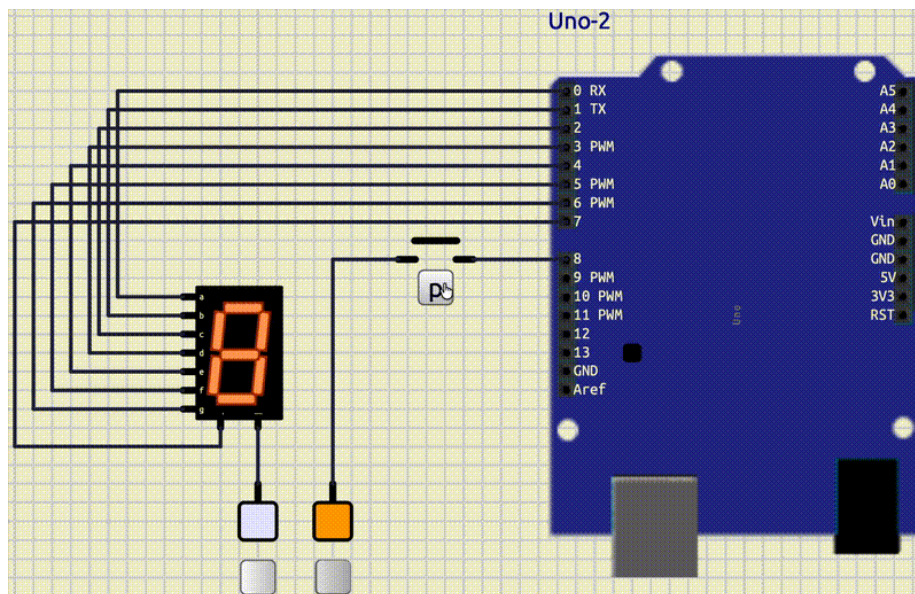 Uno-2
0 RX
1 TX
2
3 PWM
4
5 PWM
6 PWM
7
8
9 PWM
10 PWM
11 PWM
12
13
GND
Aref
A5
A4
A3
A2
A1
A0
Vin
GND
GND
5V
3V3
RST
Uno
p
a
b
c
d
e
f
g